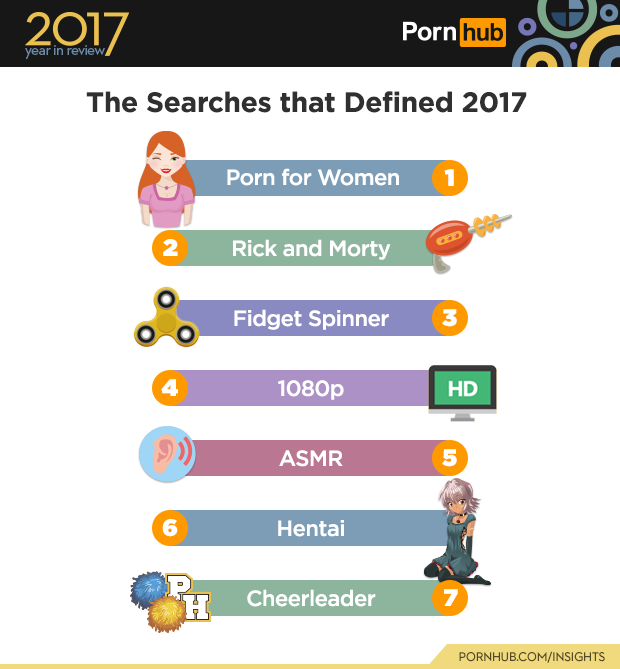 2017
year in review
Porn hub
The Searches that Defined 2017
Porn for Women 1
2 Rick and Morty
Fidget Spinner 3
4 1080p HD
ASMR 5
6 Hentai
P
H
Cheerleader 7
PORNHUB.COM/INSIGHTS